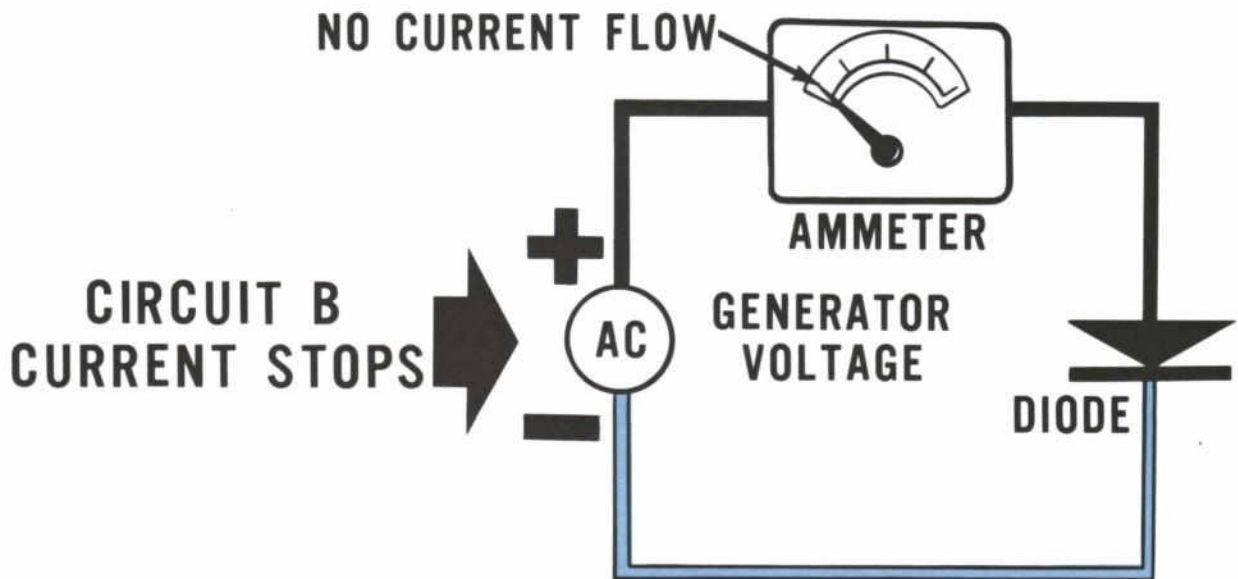 NO CURRENT FLOW
AMMETER
CIRCUIT B
CURRENT STOPS
+
AC
−
GENERATOR
VOLTAGE
DIODE